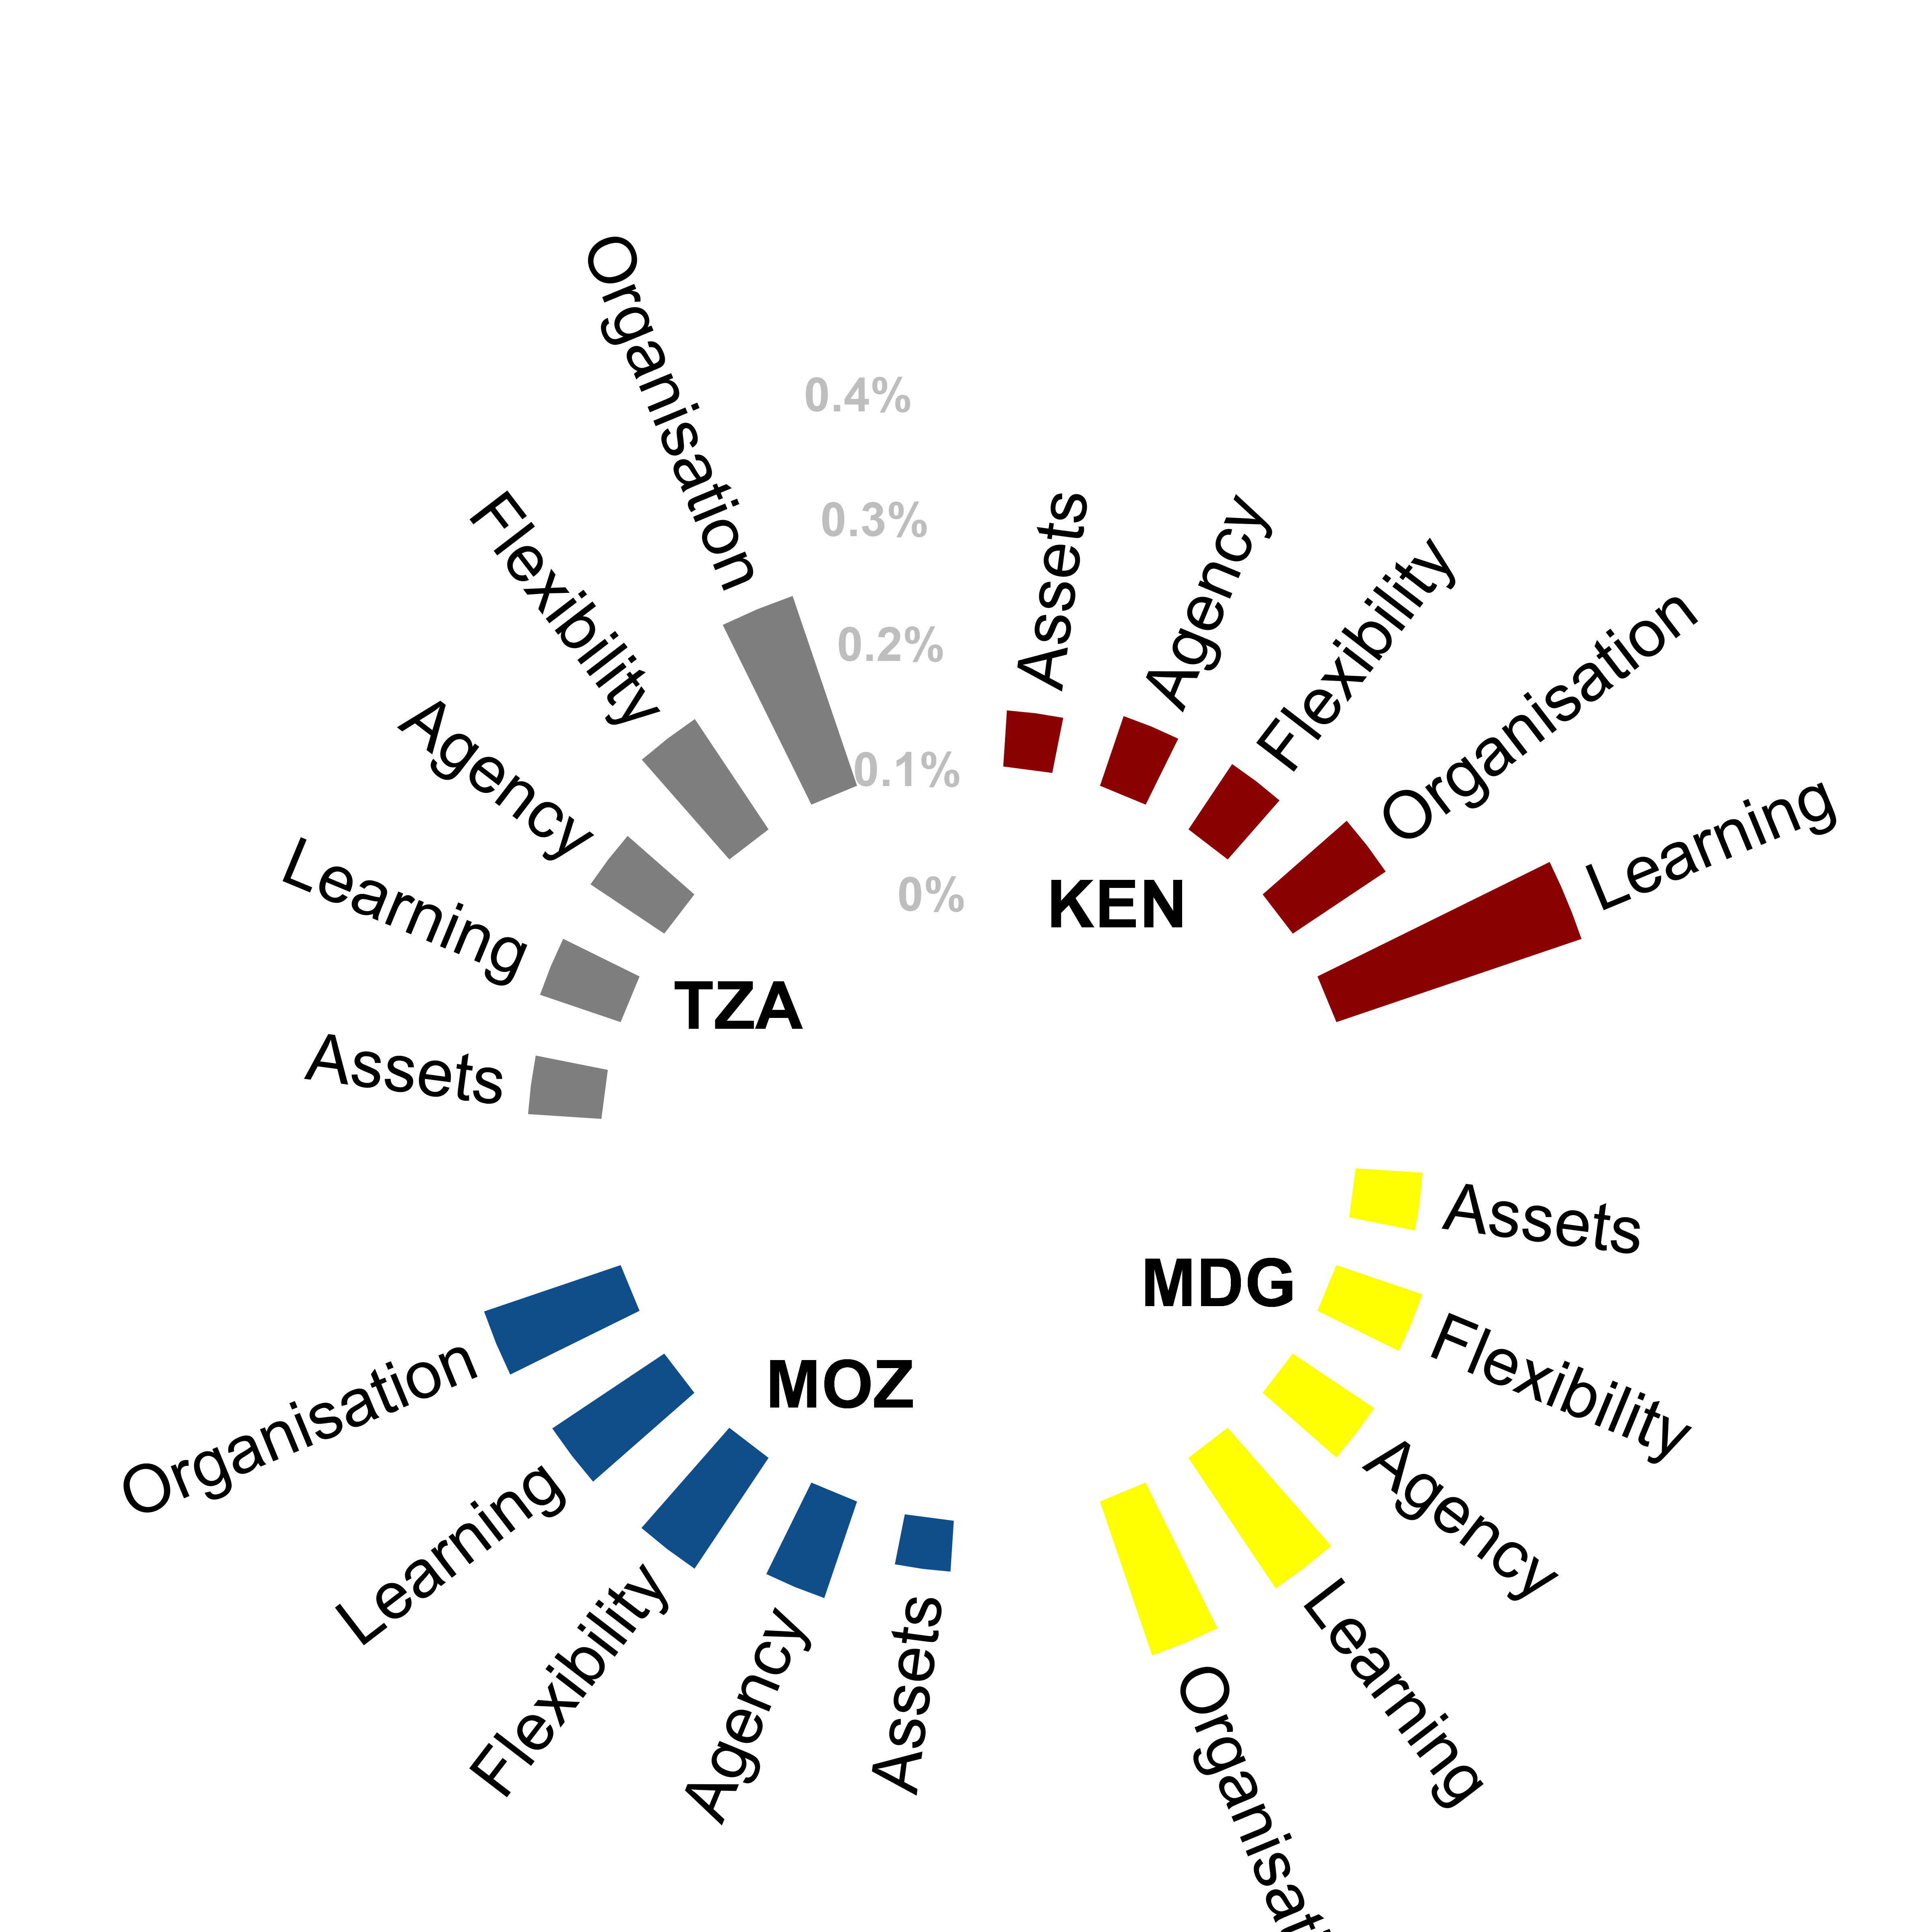 0.4%
0.3%
0.2%
0.1%
0%
KEN
Assets
Agency
Flexibility
Organisation
Learning
MDG
Assets
Flexibility
Agency
Learning
Organisat
MOZ
Assets
Agency
Flexibility
Learning
Organisation
TZA
Assets
Learning
Agency
Flexibility
Organisation